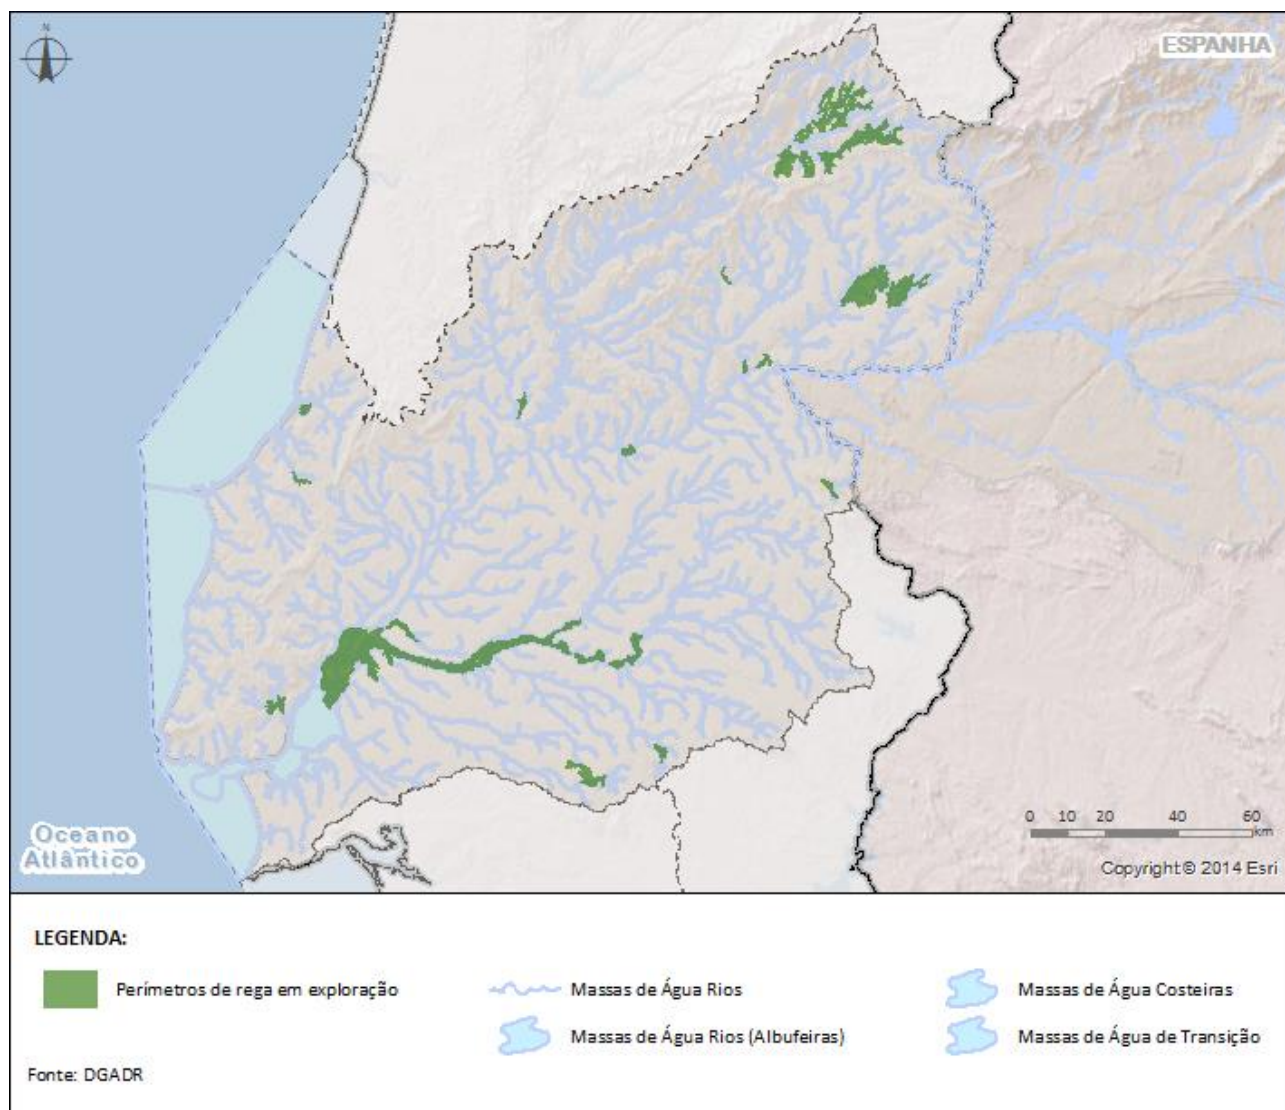 N
ESPANHA
Oceano
Atlântico
0 10 20 40 60
km
Copyright © 2014 Esri
LEGENDA:
Perímetros de rega em exploração
Massas de Água Rios
Massas de Água Costeiras
Massas de Água Rios (Albufeiras)
Massas de Água de Transição
Fonte: DGADR